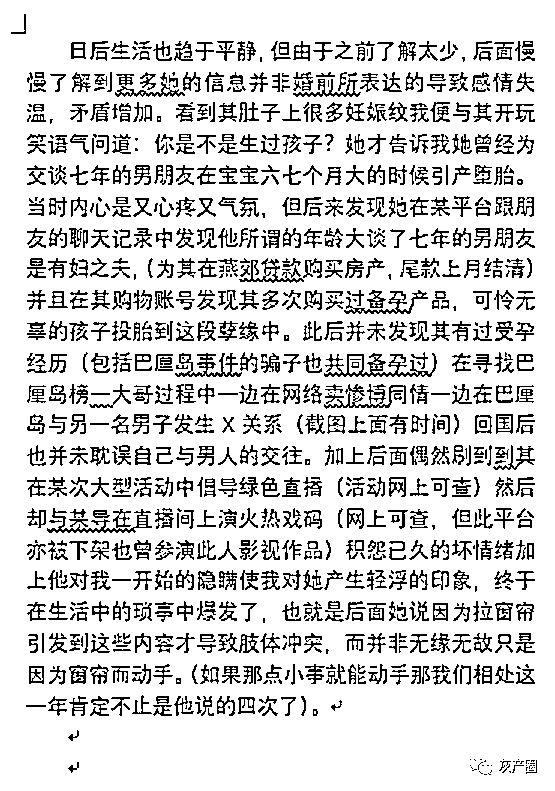 日后生活也趋于平静，但由于之前了解太少，后面慢
慢了解到更多她的信息并非婚前所表达的导致感情失
温，矛盾增加。看到其肚子上很多妊娠纹我便与其开玩
笑语气问道：你是不是生过孩子？她才告诉我她曾经为
交谈七年的男朋友在宝宝六七个月大的时候引产堕胎。
当时内心是又心疼又气氛，但后来发现她在某平台跟朋
友的聊天记录中发现他所谓的年龄大谈了七年的男朋友
是有妇之夫，（为其在燕郊贷款购买房产，尾款上月结清）
并且在其购物账号发现其多次购买过备孕产品，可怜无
辜的孩子投胎到这段孽缘中。此后并未发现其有过受孕
经历（包括巴厘岛事件的骗子也共同备孕过）在寻找巴
厘岛榜一大哥过程中一边在网络卖惨博同情一边在巴厘
岛与另一名男子发生 X 关系（截图上面有时间）回国后
也并未耽误自己与男人的交往。加上后面偶然刷到到其
在某次大型活动中倡导绿色直播（活动网上可查）然后
却与某导在直播间上演火热戏码（网上可查，但此平台
亦被下架也曾参演此人影视作品）积怨已久的坏情绪加
上他对我一开始的隐瞒使我对她产生轻浮的印象，终于
在生活中的琐事中爆发了，也就是后面她说因为拉窗帘
引发到这些内容才导致肢体冲突，而并非无缘无故只是
因为窗帘而动手。（如果那点小事就能动手那我们相处这
一年肯定不止是他说的四次了）。
灰产圈